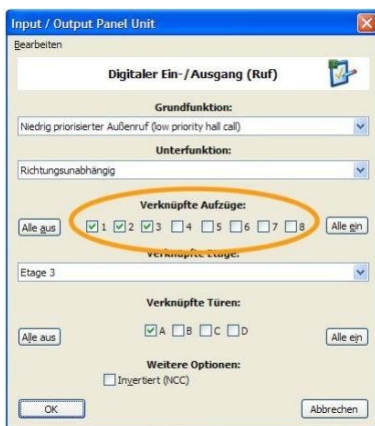 Input / Output Panel Unit
Bearbeiten
Digitaler Ein-/Ausgang (Ruf)
Grundfunktion:
Niedrig priorisierter Außenruf (low priority hall call)
Unterfunktion:
Richtungsunabhängig
Verknüpfte Aufzüge:
Alle aus 1 2 3 4 5 6 7 8 Alle ein
Verknüpfte Etage:
Etage 3
Verknüpfte Türen:
Alle aus A B C D Alle ein
Weitere Optionen:
Invertiert (NCC)
OK Abbrechen